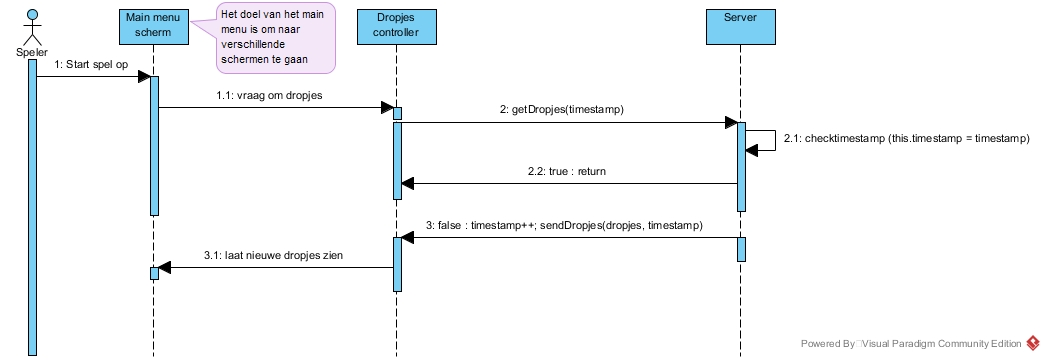 Main menu
scherm
Het doel van het main
menu is om naar
verschillende
schermen te gaan
Dropjes
controller
Server
Speler
1: Start spel op
1.1: vraag om dropjes
2: getDropjes(timestamp)
2.1: checktimestamp (this.timestamp = timestamp)
2.2: true : return
3: false : timestamp++; sendDropjes(dropjes, timestamp)
3.1: laat nieuwe dropjes zien
Powered By Visual Paradigm Community Edition